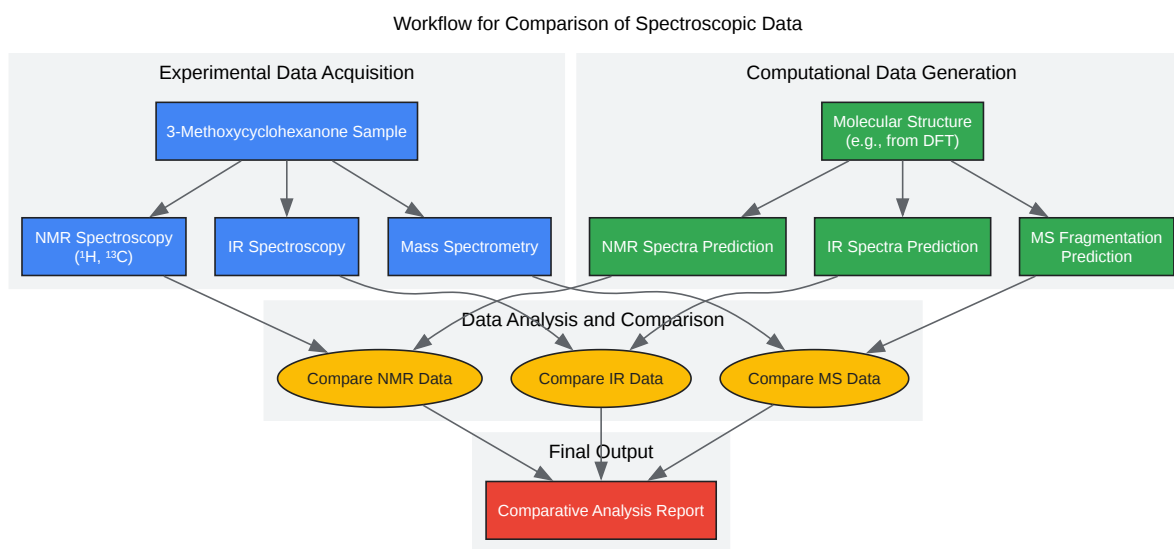 Workflow for Comparison of Spectroscopic Data
Experimental Data Acquisition
Computational Data Generation
3-Methoxycyclohexanone Sample
Molecular Structure
(e.g., from DFT)
NMR Spectroscopy
(¹H, ¹³C)
IR Spectroscopy
Mass Spectrometry
NMR Spectra Prediction
IR Spectra Prediction
MS Fragmentation
Prediction
Data Analysis and Comparison
Compare NMR Data
Compare IR Data
Compare MS Data
Final Output
Comparative Analysis Report